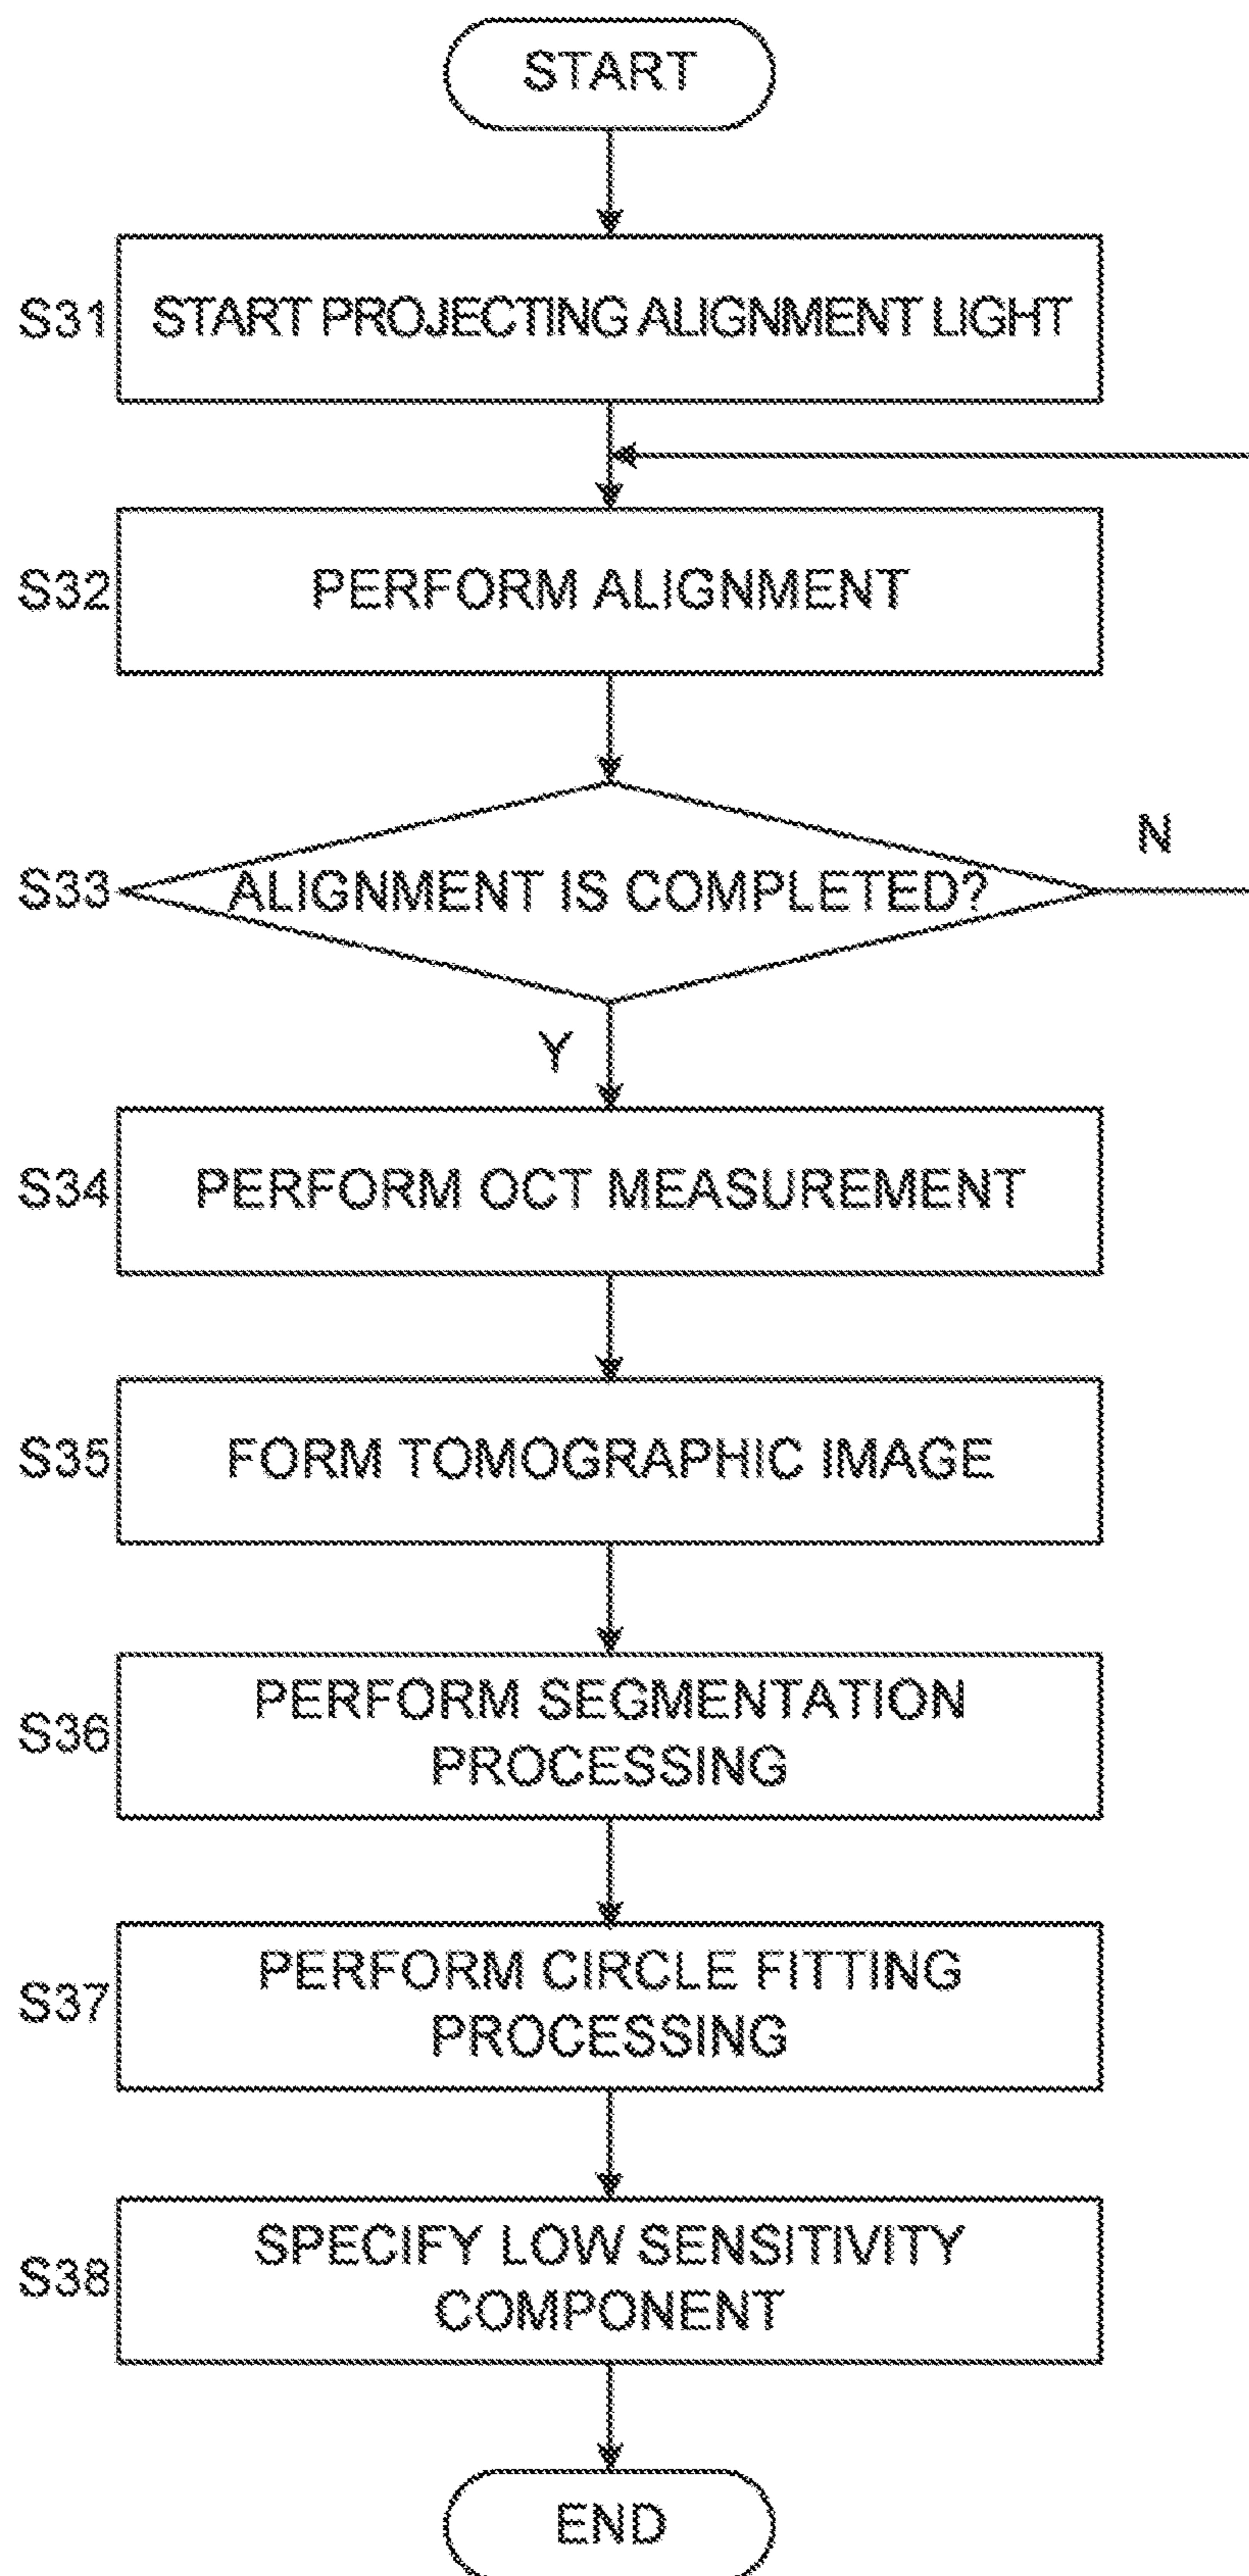 START
S31 START PROJECTING ALIGNMENT LIGHT
S32 PERFORM ALIGNMENT
S33 ALIGNMENT IS COMPLETED?
N
Y
S34 PERFORM OCT MEASUREMENT
S35 FORM TOMOGRAPHIC IMAGE
S36 PERFORM SEGMENTATION
PROCESSING
S37 PERFORM CIRCLE FITTING
PROCESSING
S38 SPECIFY LOW SENSITIVITY
COMPONENT
END